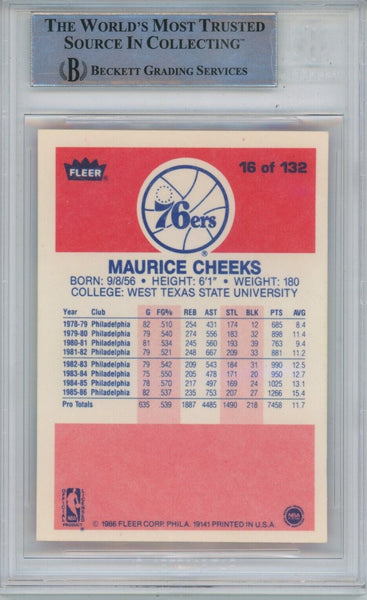 THE WORLD'S MOST TRUSTED
SOURCE IN COLLECTING™
B BECKETT GRADING SERVICES
FLEER®
16 of 132
76ers
®
MAURICE CHEEKS
BORN: 9/8/56 • HEIGHT: 6'1" • WEIGHT: 180
COLLEGE: WEST TEXAS STATE UNIVERSITY
Year Club G FG% REB AST STL BLK PTS AVG
1978-79 Philadelphia 82 .510 254 431 174 12 685 8.4
1979-80 Philadelphia 79 .540 274 556 183 32 898 11.4
1980-81 Philadelphia 81 .534 245 560 193 39 763 9.4
1981-82 Philadelphia 79 .521 248 667 209 33 881 11.2
1982-83 Philadelphia 79 .542 209 543 184 31 990 12.5
1983-84 Philadelphia 75 .550 205 478 171 20 950 12.7
1984-85 Philadelphia 78 .570 217 497 169 24 1025 13.1
1985-86 Philadelphia 82 .537 235 753 207 27 1266 15.4
Pro Totals 635 .539 1887 4485 1490 218 7458 11.7
OFFICIAL LICENSED
NBA
PRODUCT
NBA
© 1986 FLEER CORP. PHILA. 19141 PRINTED IN U.S.A.